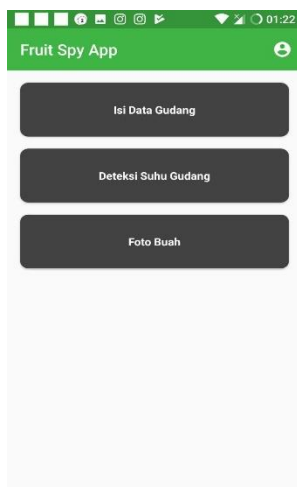 01:22
Fruit Spy App
Isi Data Gudang
Deteksi Suhu Gudang
Foto Buah